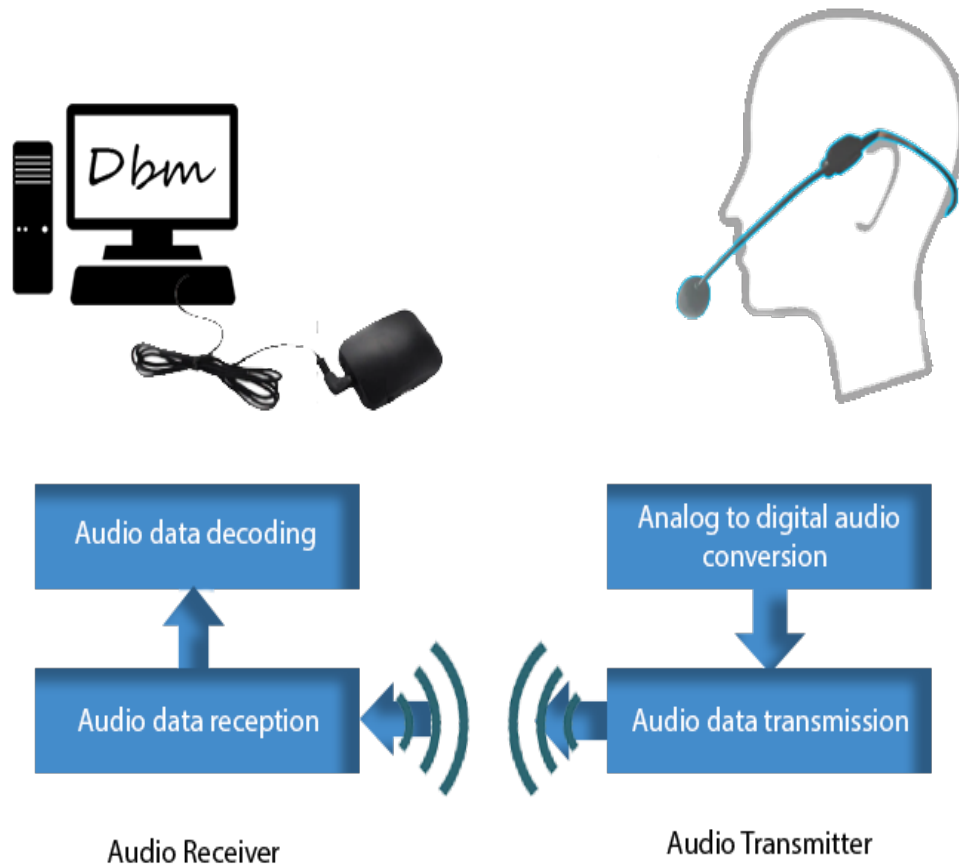 Dbm
Audio data decoding
Analog to digital audio
conversion
Audio data reception
Audio data transmission
Audio Receiver
Audio Transmitter